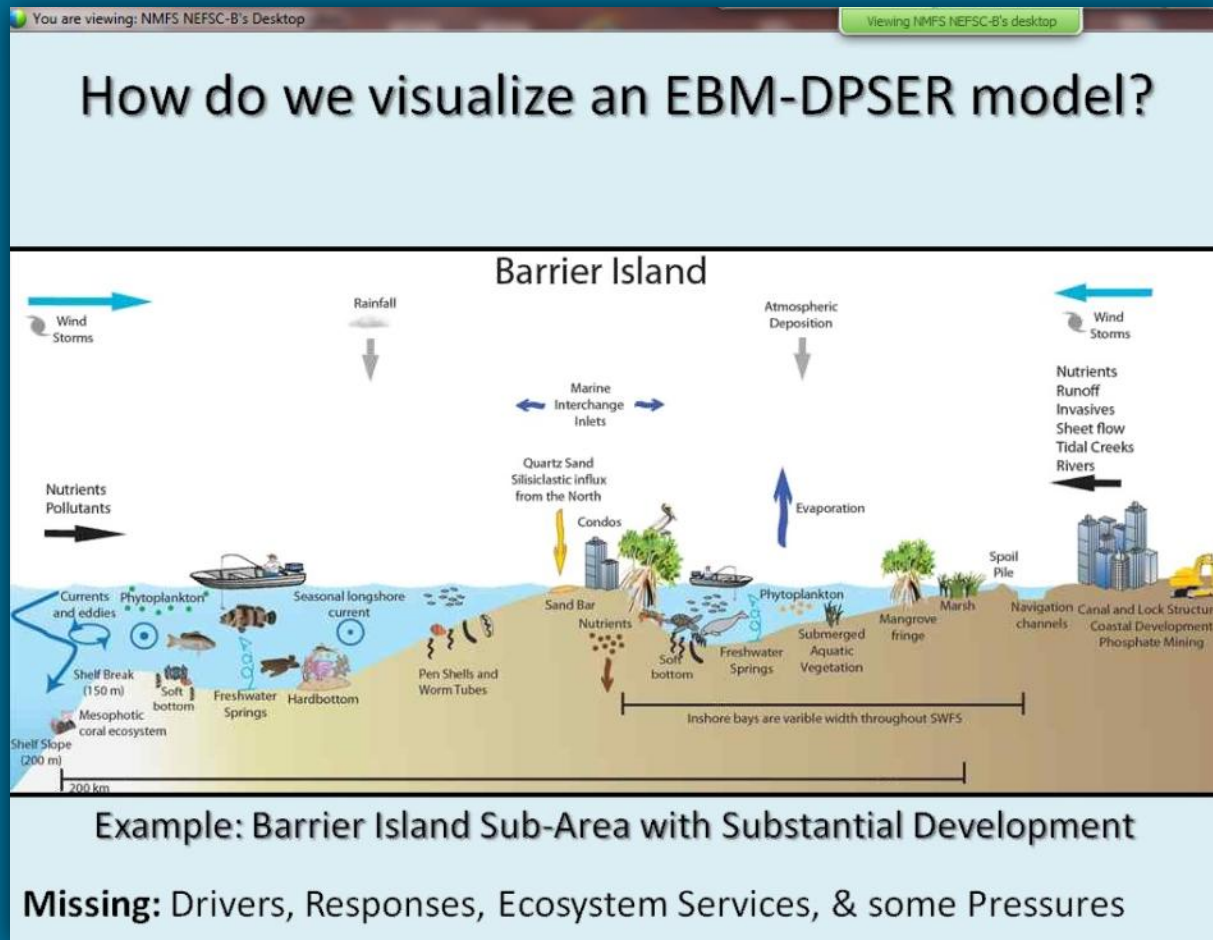 You are viewing: NMFS NEFSC-B's Desktop
Viewing NMFS NEFSC-B's desktop
How do we visualize an EBM-DPSER model?
Barrier Island
Wind
Storms
Rainfall
Atmospheric
Deposition
Wind
Storms
Marine
Interchange
Inlets
Nutrients
Runoff
Invasives
Sheet flow
Tidal Creeks
Rivers
Nutrients
Pollutants
Quartz Sand
Silisiclastic influx
from the North
Condos
Evaporation
Spoil
Pile
Currents
and eddies
Phytoplankton
Seasonal longshore
current
Sand Bar
Nutrients
Phytoplankton
Marsh
Mangrove
fringe
Navigation
channels
Canal and Lock Structur
Coastal Development
Phosphate Mining
Shelf Break
(150 m)
Soft
bottom
Freshwater
Springs
Hardbottom
Pen Shells and
Worm Tubes
Soft
bottom
Freshwater
Springs
Submerged
Aquatic
Vegetation
Mesophotic
coral ecosystem
Shelf Slope
(200 m)
Inshore bays are varible width throughout SWFS
200 km
Example: Barrier Island Sub-Area with Substantial Development
Missing: Drivers, Responses, Ecosystem Services, & some Pressures